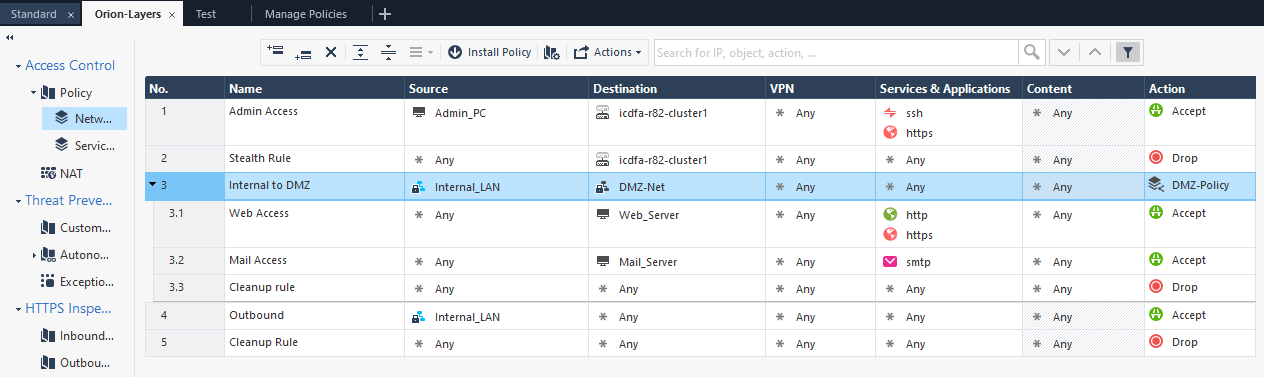 Standard
Orion-Layers
Test
Manage Policies
Install Policy
Actions
Search for IP, object, action, ...
Access Control
Policy
Netw...
Servic...
NAT
Threat Preve...
Custom...
Autono...
Exceptio...
HTTPS Inspe...
Inbound...
Outbou...
No. Name Source Destination VPN Services & Applications Content Action
1 Admin Access Admin_PC icdfa-r82-cluster1 * Any ssh * Any Accept
https
2 Stealth Rule * Any icdfa-r82-cluster1 * Any * Any * Any Drop
3 Internal to DMZ Internal_LAN DMZ-Net * Any * Any * Any DMZ-Policy
3.1 Web Access * Any Web_Server * Any http * Any Accept
https
3.2 Mail Access * Any Mail_Server * Any smtp * Any Accept
3.3 Cleanup rule * Any * Any * Any * Any * Any Drop
4 Outbound Internal_LAN * Any * Any * Any * Any Accept
5 Cleanup Rule * Any * Any * Any * Any * Any Drop